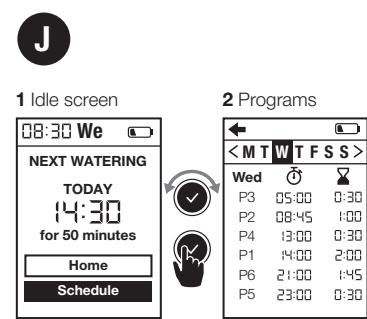 J
1 Idle screen
08:30 We
NEXT WATERING
TODAY
14:30
for 50 minutes
Home
Schedule
2 Programs
< M T W T F S S >
Wed
P3 05:00 0:30
P2 08:45 1:00
P4 13:00 0:30
P1 14:00 2:00
P6 21:00 1:45
P5 23:00 0:30